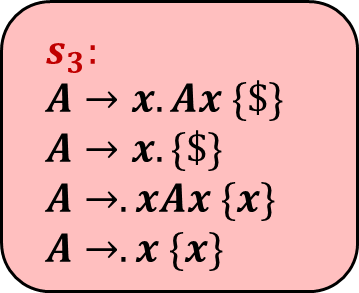 s₃:
A → x. Ax {$}
A → x. {$}
A →. xAx {x}
A →. x {x}